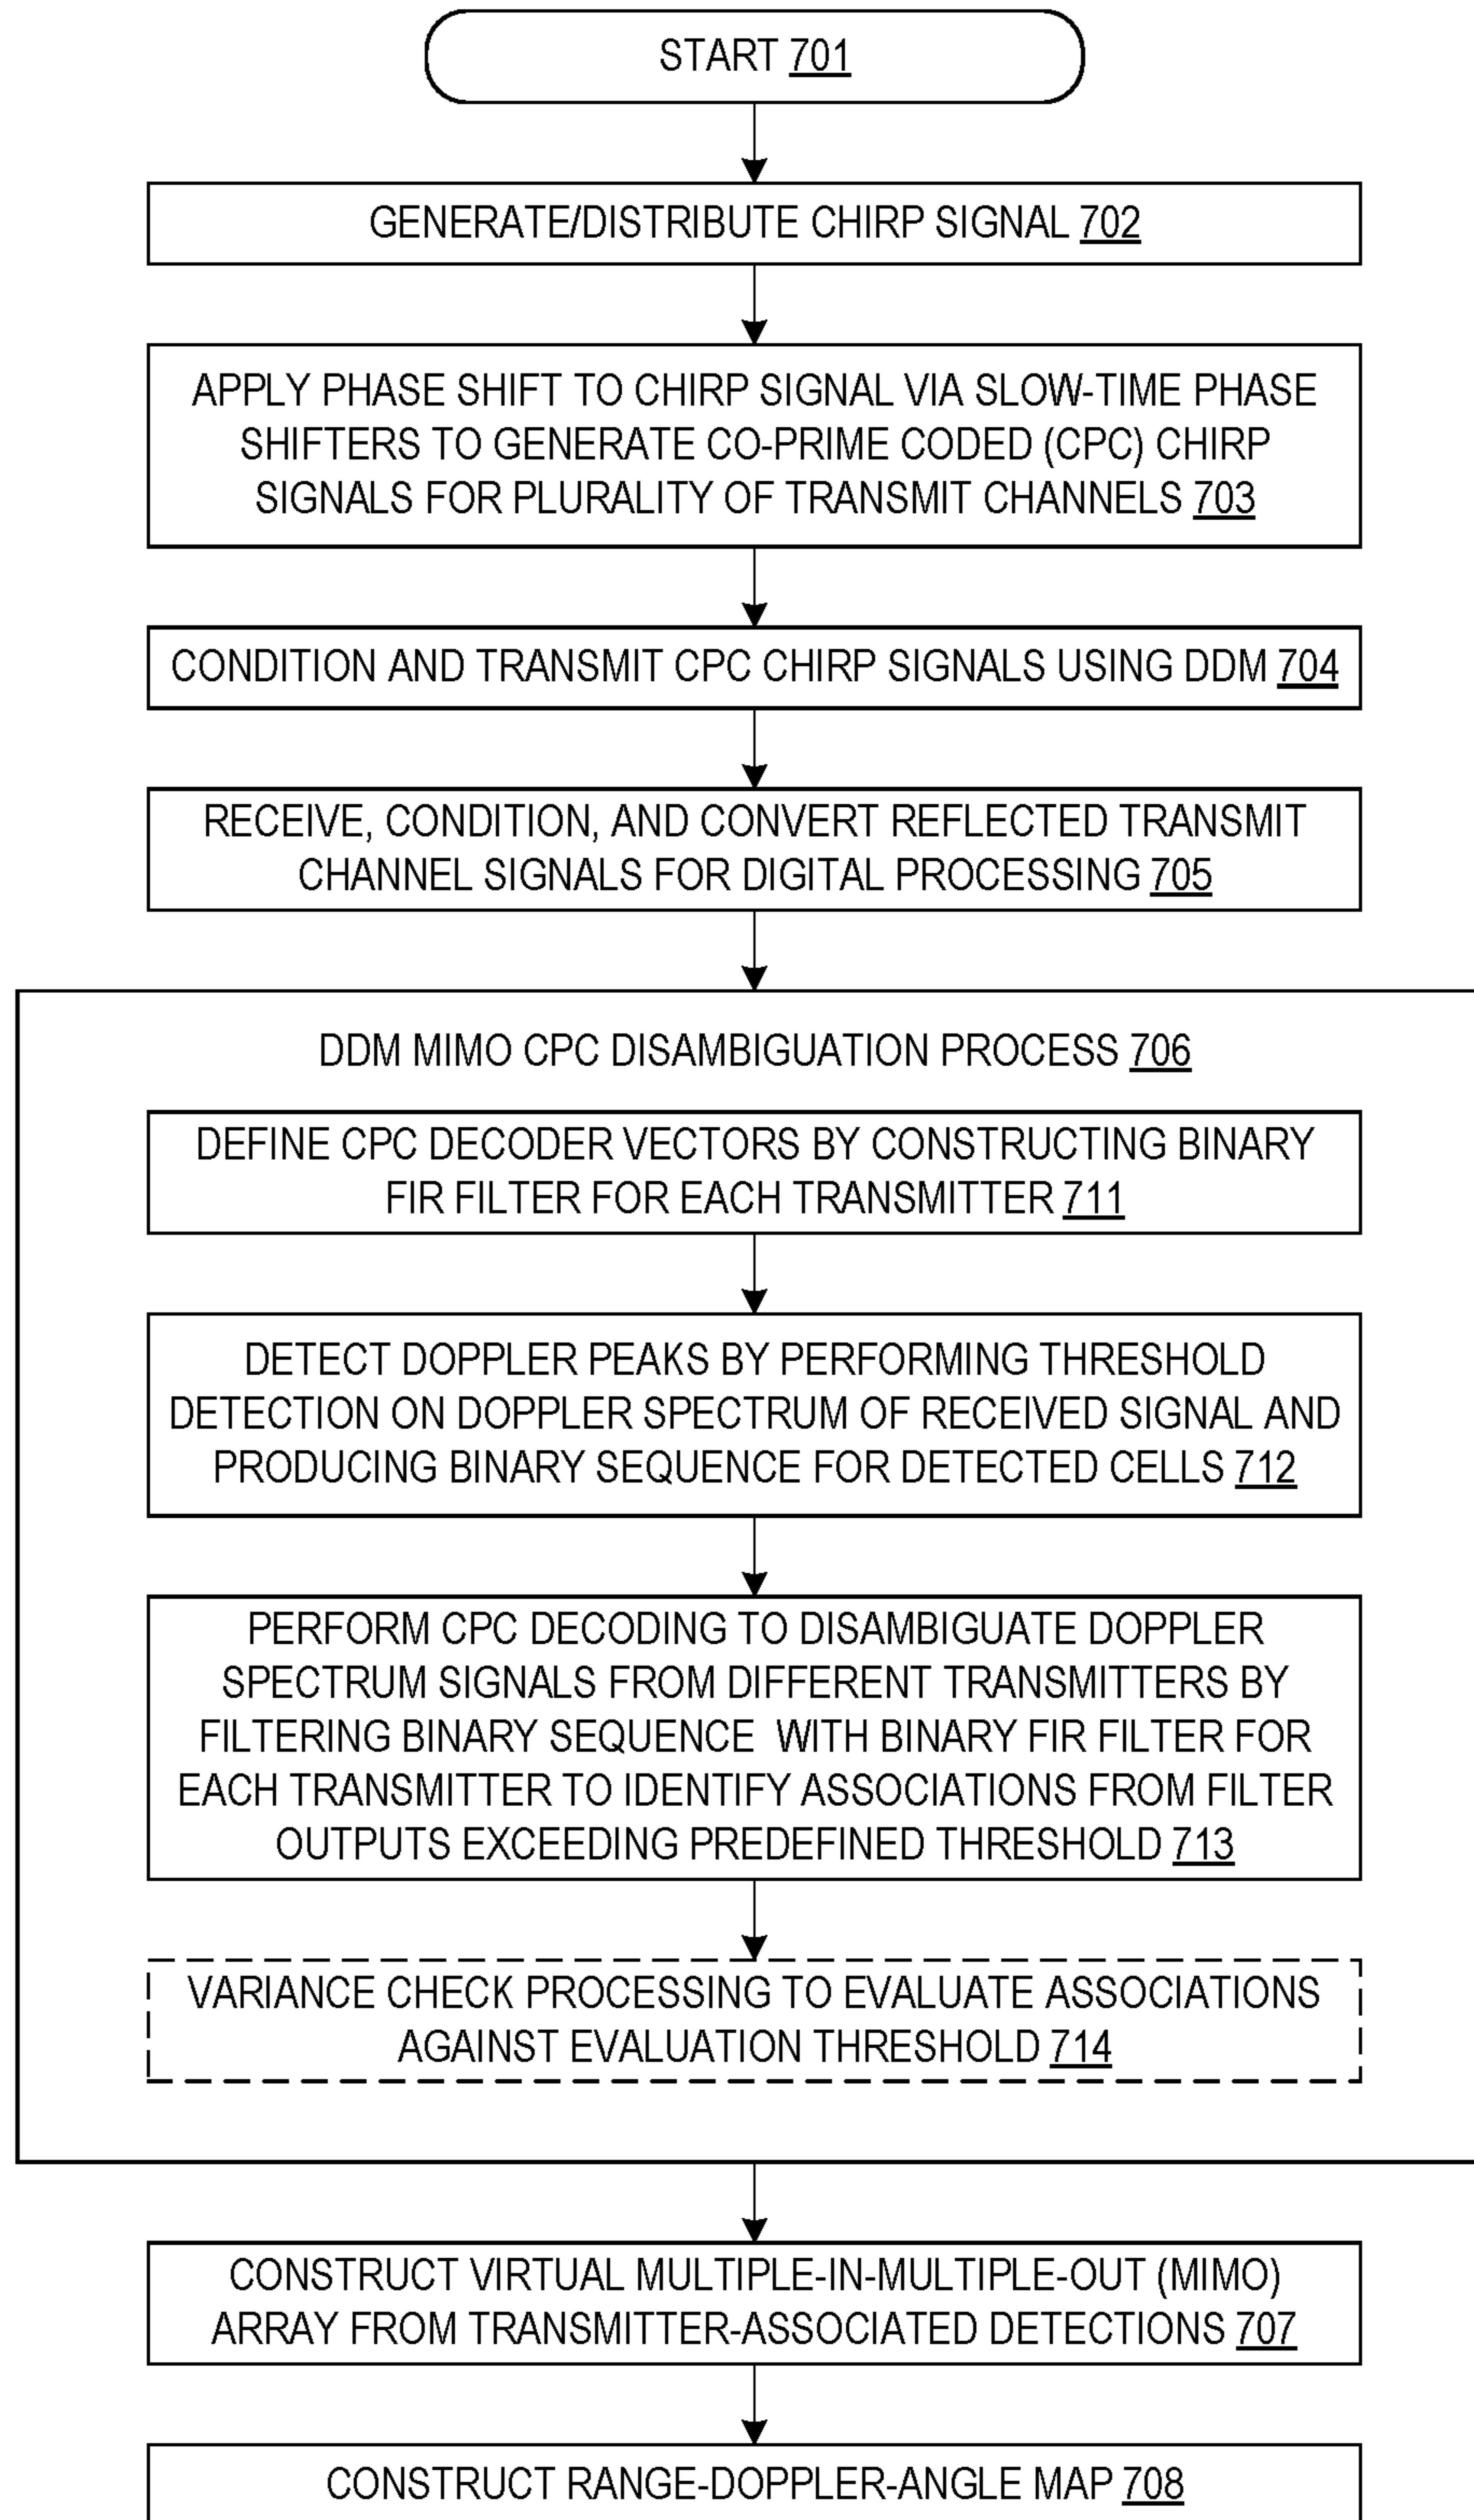 START 701
GENERATE/DISTRIBUTE CHIRP SIGNAL 702
APPLY PHASE SHIFT TO CHIRP SIGNAL VIA SLOW-TIME PHASE
SHIFTERS TO GENERATE CO-PRIME CODED (CPC) CHIRP
SIGNALS FOR PLURALITY OF TRANSMIT CHANNELS 703
CONDITION AND TRANSMIT CPC CHIRP SIGNALS USING DDM 704
RECEIVE, CONDITION, AND CONVERT REFLECTED TRANSMIT
CHANNEL SIGNALS FOR DIGITAL PROCESSING 705
DDM MIMO CPC DISAMBIGUATION PROCESS 706
DEFINE CPC DECODER VECTORS BY CONSTRUCTING BINARY
FIR FILTER FOR EACH TRANSMITTER 711
DETECT DOPPLER PEAKS BY PERFORMING THRESHOLD
DETECTION ON DOPPLER SPECTRUM OF RECEIVED SIGNAL AND
PRODUCING BINARY SEQUENCE FOR DETECTED CELLS 712
PERFORM CPC DECODING TO DISAMBIGUATE DOPPLER
SPECTRUM SIGNALS FROM DIFFERENT TRANSMITTERS BY
FILTERING BINARY SEQUENCE WITH BINARY FIR FILTER FOR
EACH TRANSMITTER TO IDENTIFY ASSOCIATIONS FROM FILTER
OUTPUTS EXCEEDING PREDEFINED THRESHOLD 713
VARIANCE CHECK PROCESSING TO EVALUATE ASSOCIATIONS
AGAINST EVALUATION THRESHOLD 714
CONSTRUCT VIRTUAL MULTIPLE-IN-MULTIPLE-OUT (MIMO)
ARRAY FROM TRANSMITTER-ASSOCIATED DETECTIONS 707
CONSTRUCT RANGE-DOPPLER-ANGLE MAP 708